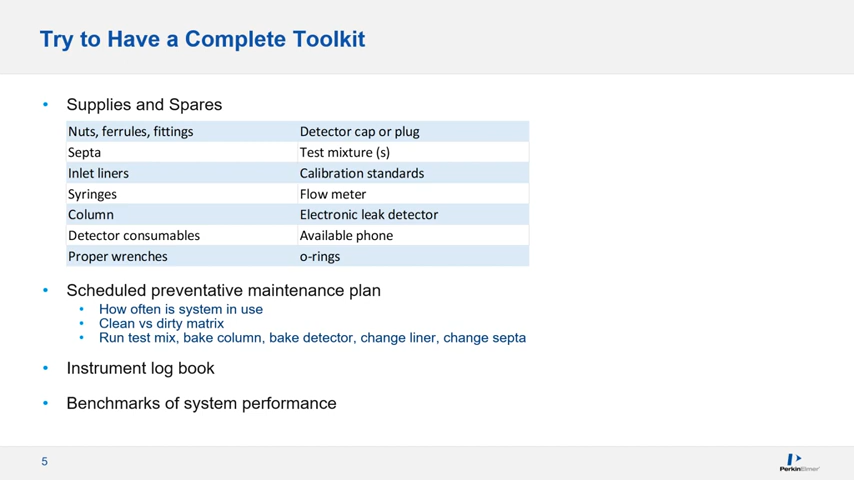 Try to Have a Complete Toolkit
• Supplies and Spares
Nuts, ferrules, fittings Detector cap or plug
Septa Test mixture (s)
Inlet liners Calibration standards
Syringes Flow meter
Column Electronic leak detector
Detector consumables Available phone
Proper wrenches o-rings
• Scheduled preventative maintenance plan
• How often is system in use
• Clean vs dirty matrix
• Run test mix, bake column, bake detector, change liner, change septa
• Instrument log book
• Benchmarks of system performance
5
PerkinElmer